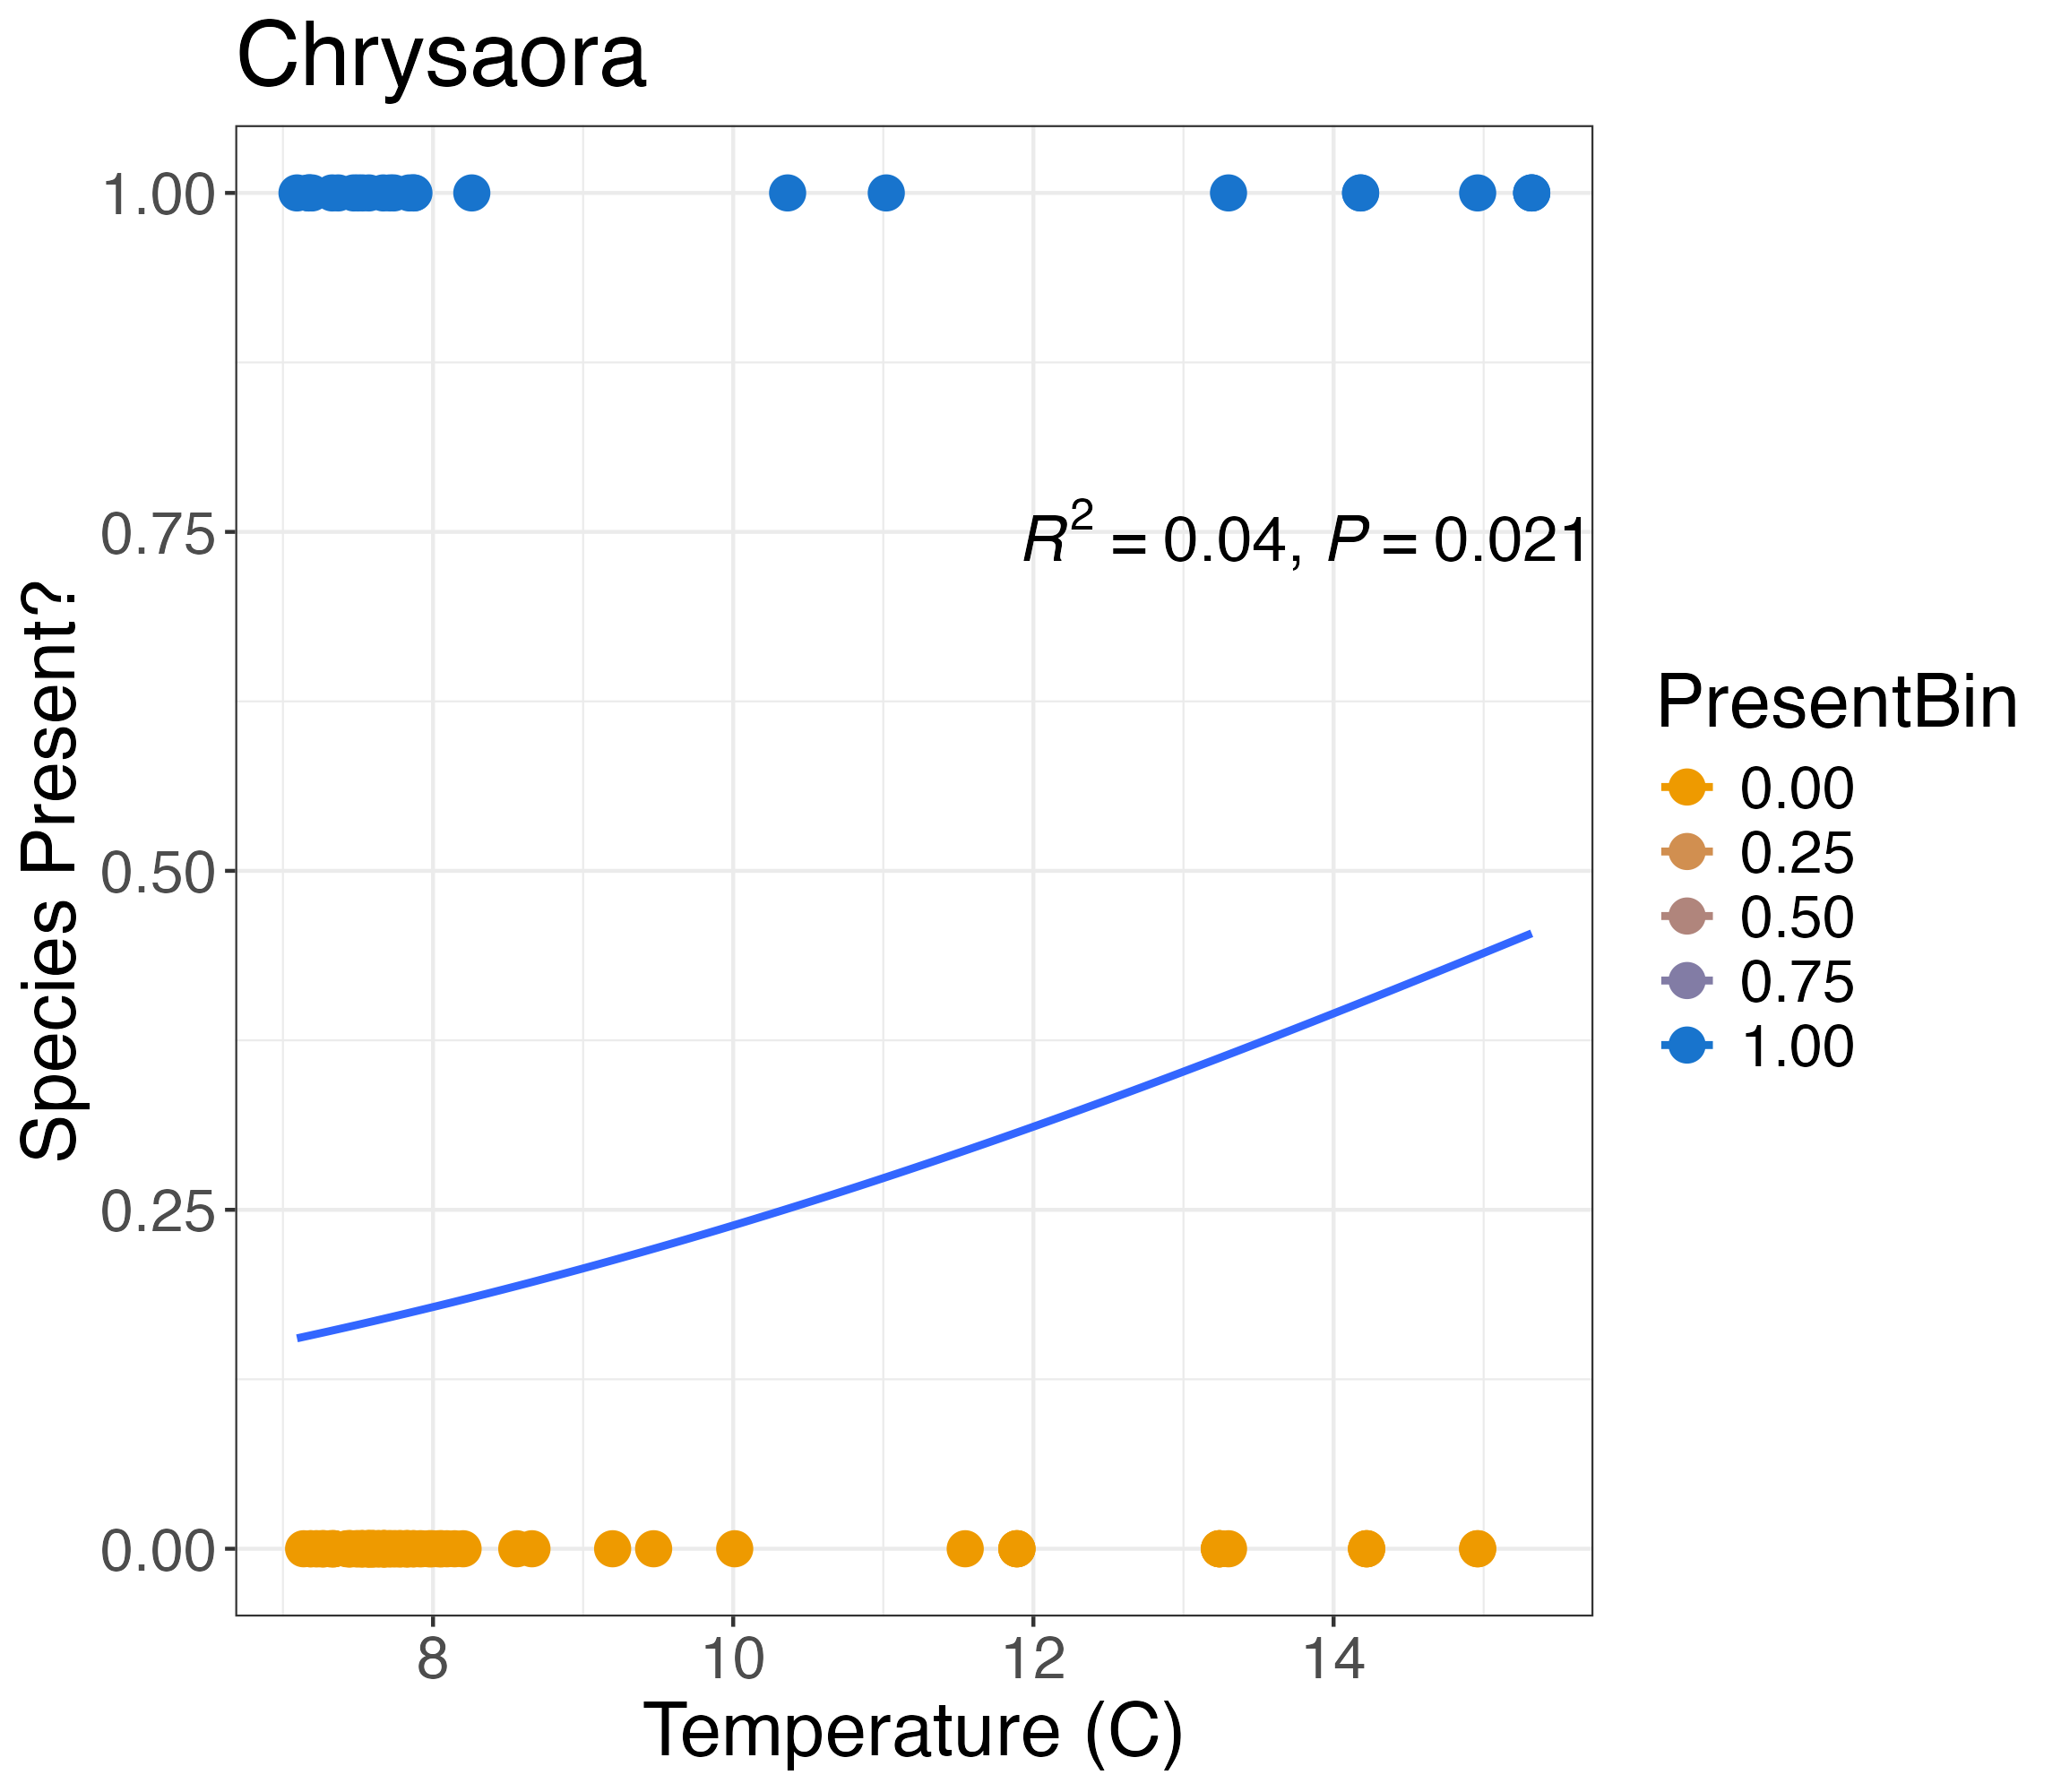 Chrysaora
1.00
0.75
0.50
0.25
0.00
Species Present?
R² = 0.04, P = 0.021
8 10 12 14
Temperature (C)
PresentBin
0.00
0.25
0.50
0.75
1.00